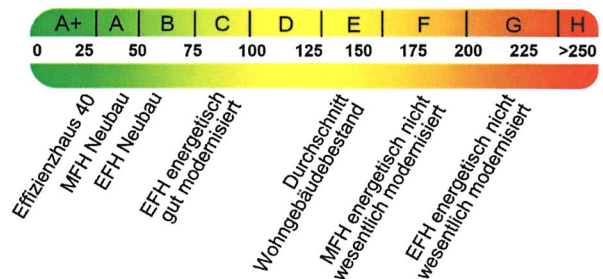 A+ A B C D E F G H
0 25 50 75 100 125 150 175 200 225 >250
Effizienzhaus 40
MFH Neubau
EFH Neubau
EFH energetisch
gut modernisiert
Durchschnitt
Wohngebäudebestand
MFH energetisch nicht
wesentlich modernisiert
EFH energetisch nicht
wesentlich modernisiert